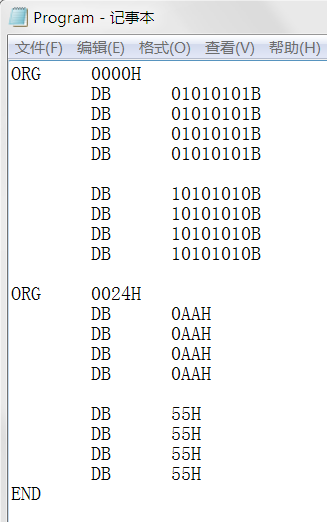 Program - 记事本
文件(F) 编辑(E) 格式(O) 查看(V) 帮助(H)
ORG 0000H
DB 01010101B
DB 01010101B
DB 01010101B
DB 01010101B
DB 10101010B
DB 10101010B
DB 10101010B
DB 10101010B
ORG 0024H
DB 0AAH
DB 0AAH
DB 0AAH
DB 0AAH
DB 55H
DB 55H
DB 55H
DB 55H
END